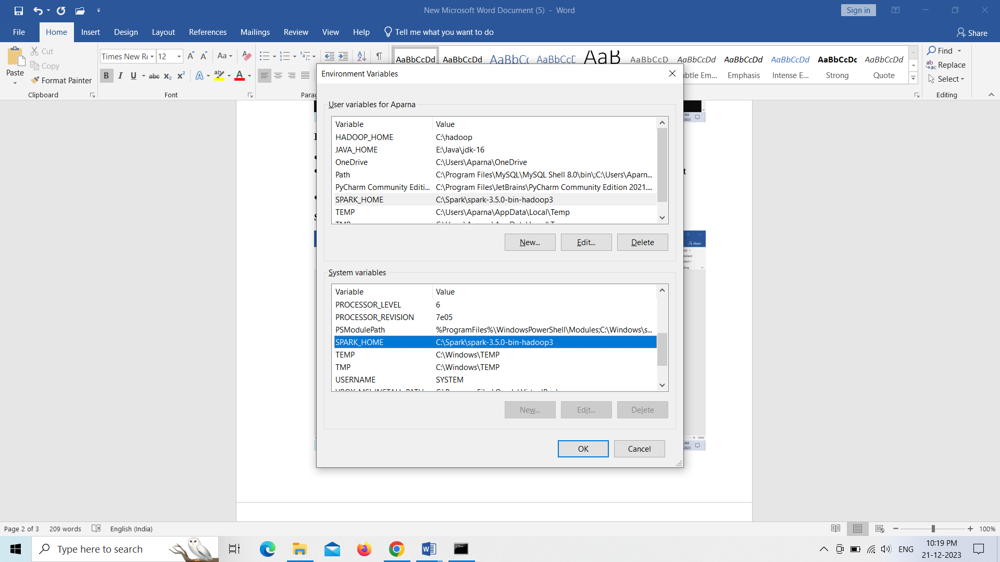 New Microsoft Word Document (5) - Word
Sign in
File Home Insert Design Layout References Mailings Review View Help Tell me what you want to do
Share
Paste
Cut
Copy
Format Painter
Clipboard
Times New Ro 12
Aa
B I U abc x₂ x² A ab A
Font
AaBbCcDd AaBbCcDd AaBbCc AaBbCcE AaB AaBbCcD AaBbCcDd AaBbCcDd AaBbCcDd AaBbCcDc AaBbCcDd
Emphasis Intense E... Strong Quote
Find
Replace
Select
Editing
Environment Variables
User variables for Aparna
Variable Value
HADOOP_HOME C:\hadoop
JAVA_HOME E:\Java\jdk-16
OneDrive C:\Users\Aparna\OneDrive
Path C:\Program Files\MySQL\MySQL Shell 8.0\bin\;C:\Users\Aparn...
PyCharm Community Editi... C:\Program Files\JetBrains\PyCharm Community Edition 2021....
SPARK_HOME C:\Spark\spark-3.5.0-bin-hadoop3
TEMP C:\Users\Aparna\AppData\Local\Temp
New... Edit... Delete
System variables
Variable Value
PROCESSOR_LEVEL 6
PROCESSOR_REVISION 7e05
PSModulePath %ProgramFiles%\WindowsPowerShell\Modules;C:\Windows\s...
SPARK_HOME C:\Spark\spark-3.5.0-bin-hadoop3
TEMP C:\Windows\TEMP
TMP C:\Windows\TEMP
USERNAME SYSTEM
New... Edit... Delete
OK Cancel
Page 2 of 3 209 words English (India)
100%
Type here to search
ENG
10:19 PM
21-12-2023